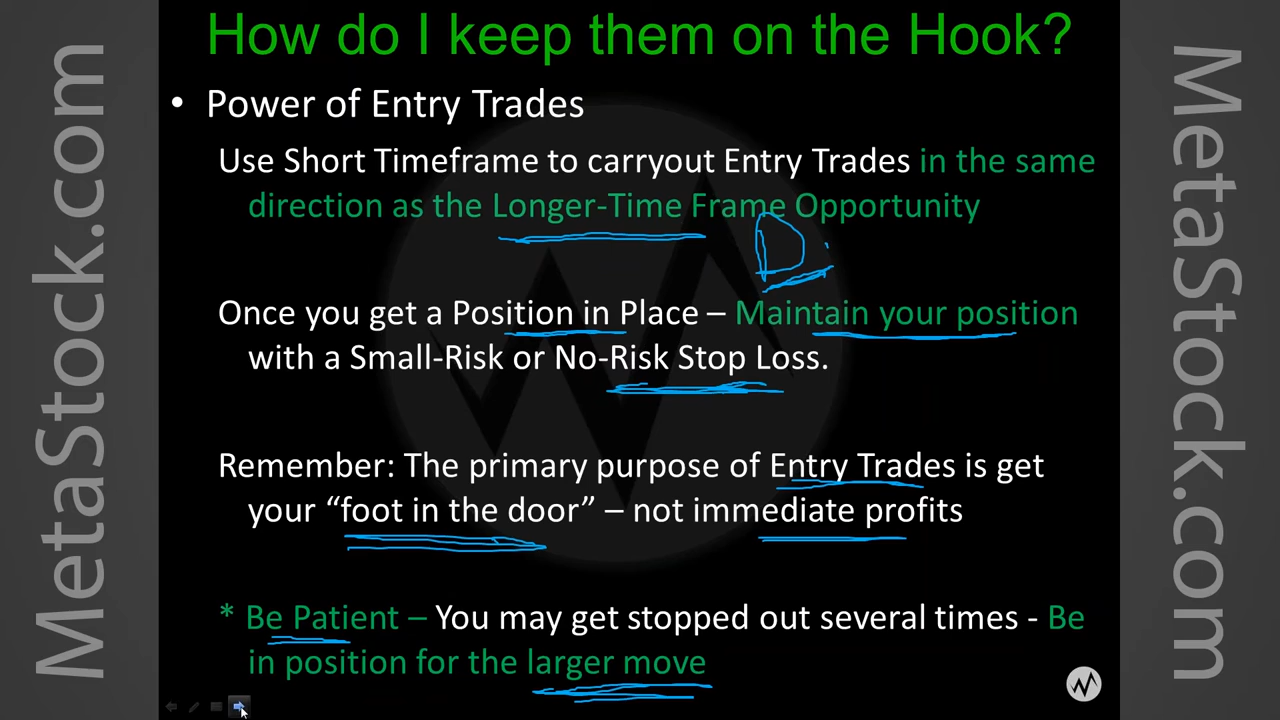 How do I keep them on the Hook?
• Power of Entry Trades
Use Short Timeframe to carryout Entry Trades in the same
direction as the Longer-Time Frame Opportunity
D
Once you get a Position in Place – Maintain your position
with a Small-Risk or No-Risk Stop Loss.
Remember: The primary purpose of Entry Trades is get
your “foot in the door” – not immediate profits
* Be Patient – You may get stopped out several times - Be
in position for the larger move
MetaStock.com
MetaStock.com